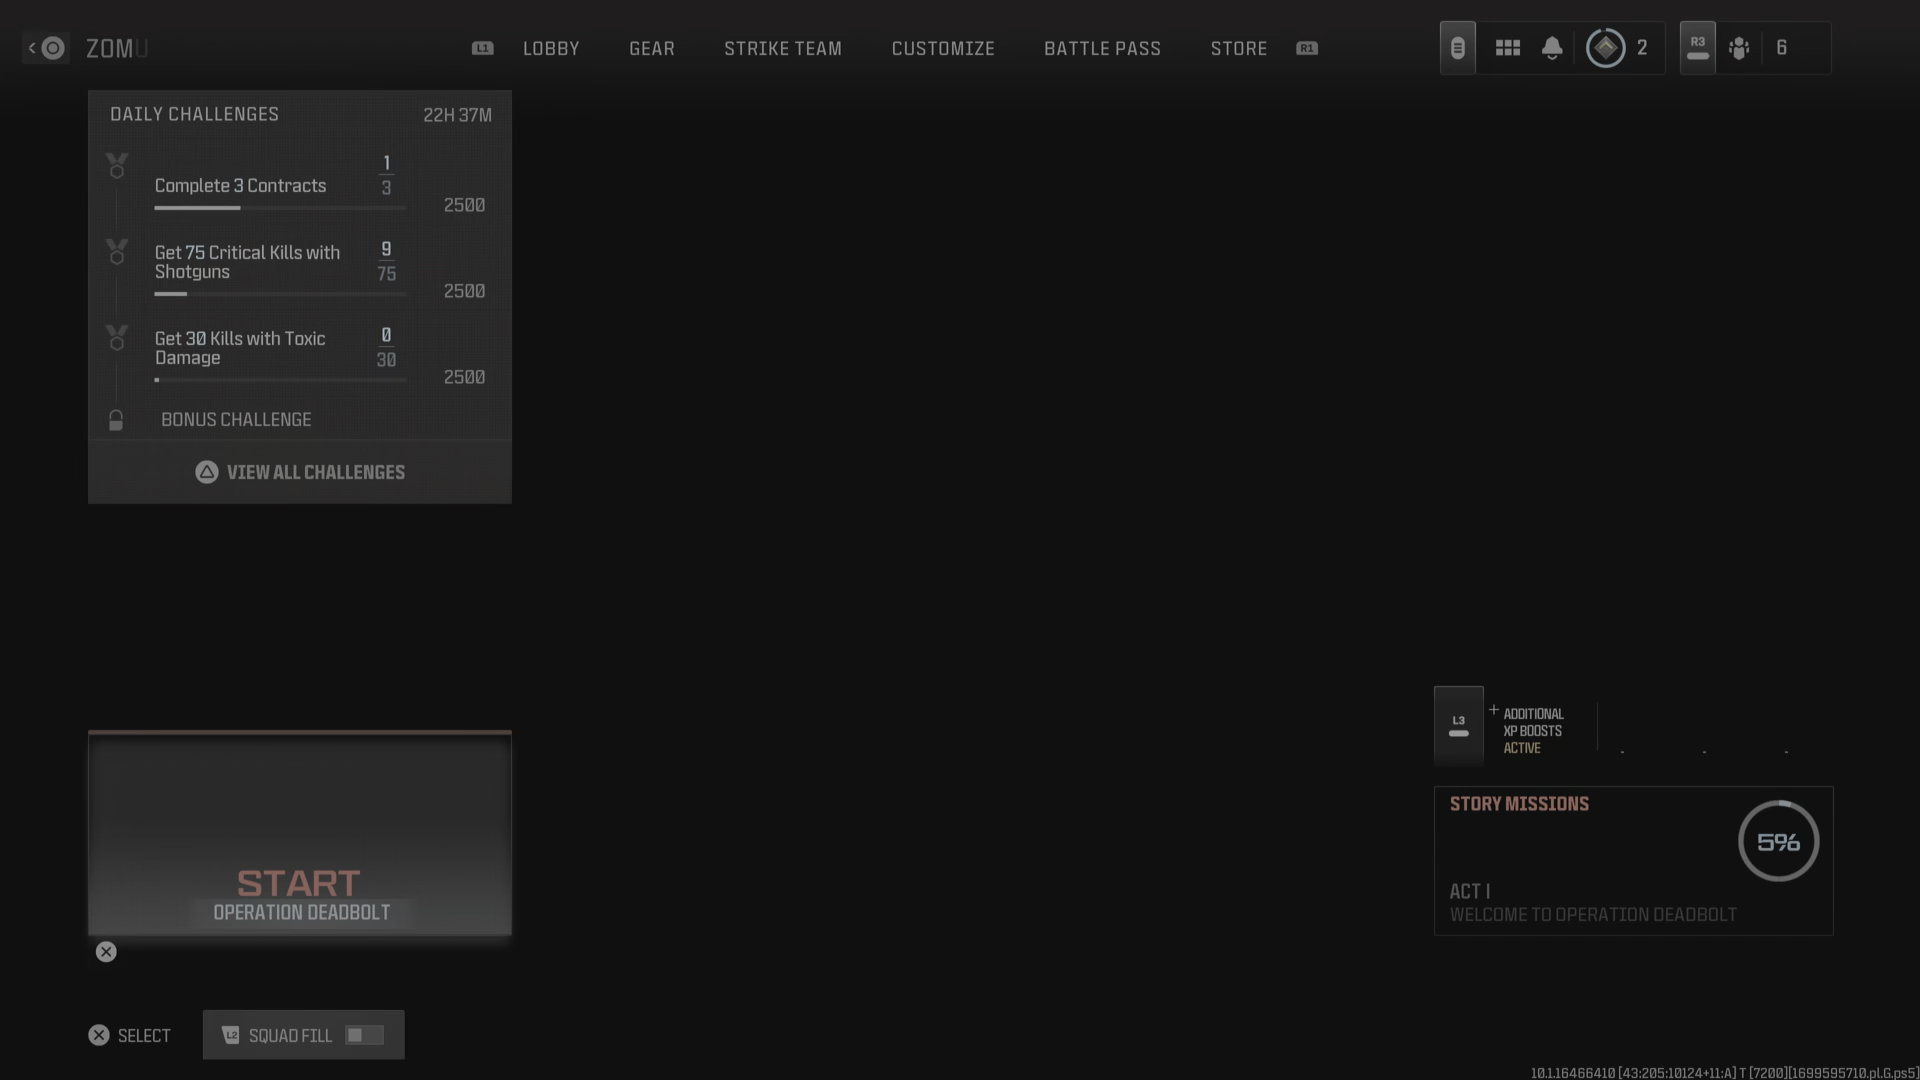 ZOMU
L1
LOBBY
GEAR
STRIKE TEAM
CUSTOMIZE
BATTLE PASS
STORE
R1
2
R3
6
DAILY CHALLENGES
22H 37M
Complete 3 Contracts
1
3
2500
Get 75 Critical Kills with
Shotguns
9
75
2500
Get 30 Kills with Toxic
Damage
0
30
2500
BONUS CHALLENGE
VIEW ALL CHALLENGES
L3
+ ADDITIONAL
XP BOOSTS
ACTIVE
- - -
STORY MISSIONS
5%
ACT I
WELCOME TO OPERATION DEADBOLT
START
OPERATION DEADBOLT
SELECT
L2
SQUAD FILL
10.1.16466410 [43:205:10124+11:A] T [7200][1699595710.pl.G.ps5]